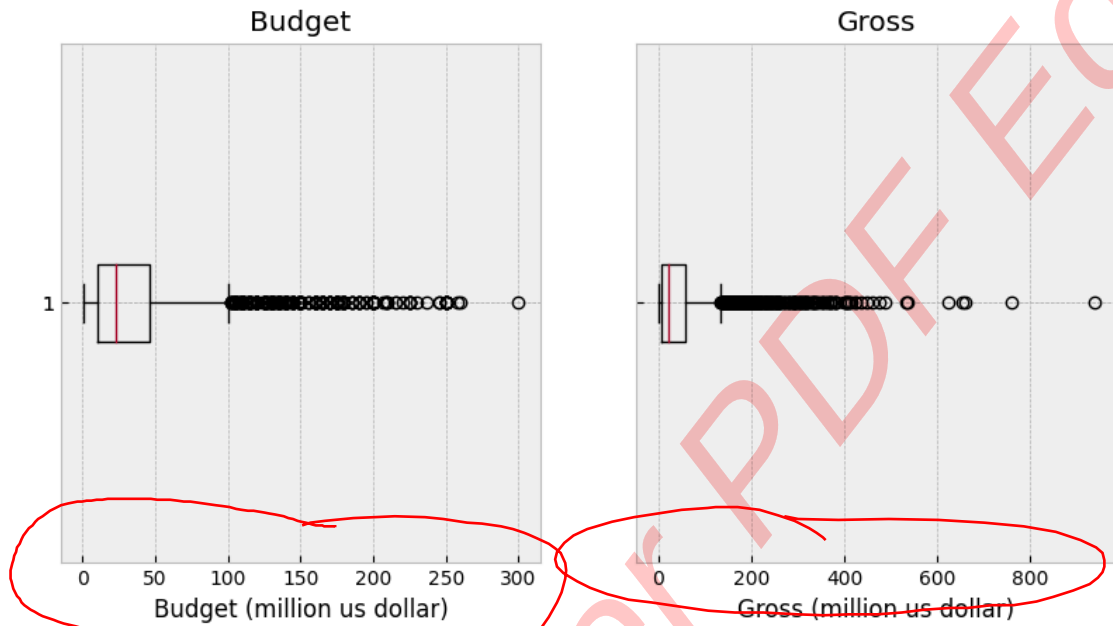 Budget
Gross
1
0 50 100 150 200 250 300
0 200 400 600 800
Budget (million us dollar)
Gross (million us dollar)
PDF